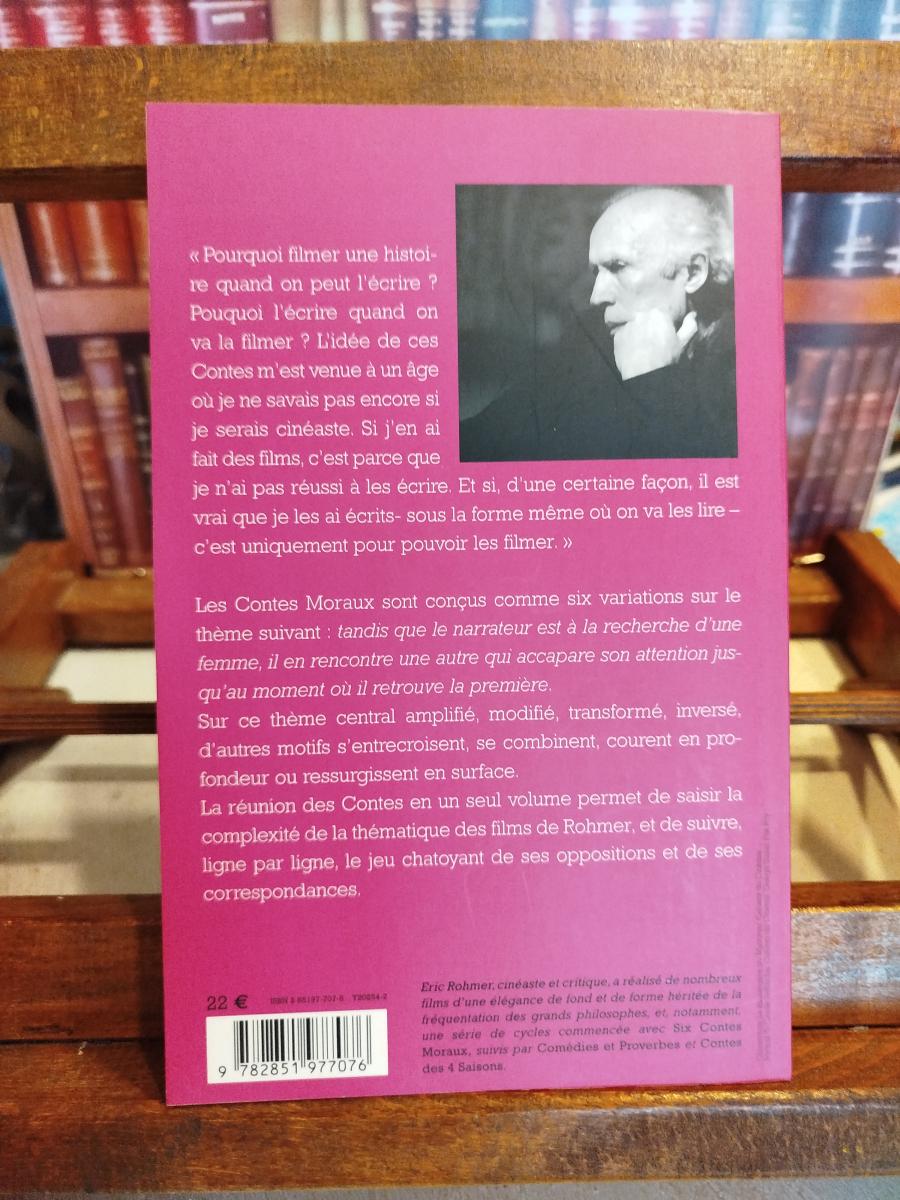 « Pourquoi filmer une histoi-
re quand on peut l'écrire ?
Pouquoi l'écrire quand on
va la filmer ? L'idée de ces
Contes m'est venue à un âge
où je ne savais pas encore si
je serais cinéaste. Si j'en ai
fait des films, c'est parce que
je n'ai pas réussi à les écrire. Et si, d'une certaine façon, il est
vrai que je les ai écrits- sous la forme même où on va les lire –
c'est uniquement pour pouvoir les filmer. »
Les Contes Moraux sont conçus comme six variations sur le
thème suivant : tandis que le narrateur est à la recherche d'une
femme, il en rencontre une autre qui accapare son attention jus-
qu'au moment où il retrouve la première.
Sur ce thème central amplifié, modifié, transformé, inversé,
d'autres motifs s'entrecroisent, se combinent, courent en pro-
fondeur ou ressurgissent en surface.
La réunion des Contes en un seul volume permet de saisir la
complexité de la thématique des films de Rohmer, et de suivre,
ligne par ligne, le jeu chatoyant de ses oppositions et de ses
correspondances.
22 €
ISBN 2 85197-707-6
9 782851 977076
Eric Rohmer, cinéaste et critique, a réalisé de nombreux
films d'une élégance de fond et de forme héritée de la
fréquentation des grands philosophes, et, notamment,
une série de cycles commencée avec Six Contes
Moraux, suivis par Comédies et Proverbes et Contes
des 4 Saisons.